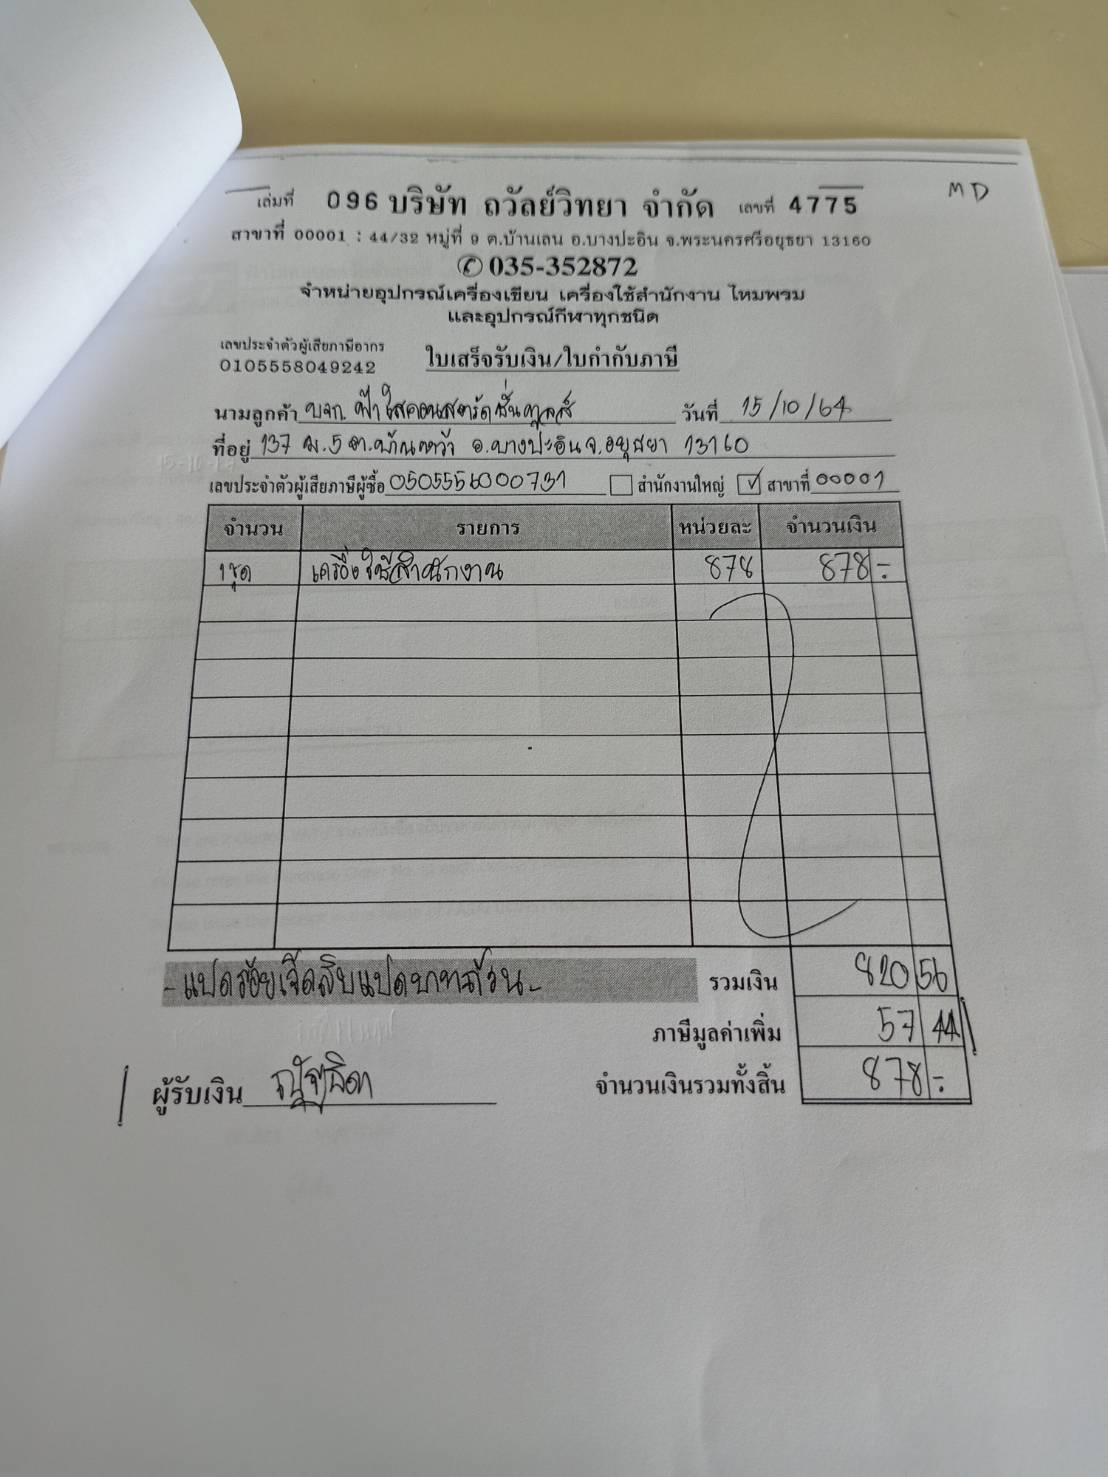 MD
เล่มที่ 096 บริษัท ถวัลย์วิทยา จำกัด เลขที่ 4775
สาขาที่ 00001 : 44/32 หมู่ที่ 9 ต.บ้านเลน อ.บางปะอิน จ.พระนครศรีอยุธยา 13160
✆ 035-352872
จำหน่ายอุปกรณ์เครื่องเขียน เครื่องใช้สำนักงาน ไหมพรม
และอุปกรณ์กีฬาทุกชนิด
เลขประจำตัวผู้เสียภาษีอากร
0105558049242
ใบเสร็จรับเงิน/ใบกำกับภาษี
นามลูกค้า บจก. ฟ้าใสคอนสตรัคชั่นทูลส์ วันที่ 15/10/64
ที่อยู่ 137 ม.5 ต.บ้านหว้า อ.บางปะอิน จ.อยุธยา 13160
เลขประจำตัวผู้เสียภาษีผู้ซื้อ 0505556000731 สำนักงานใหญ่ ✓ สาขาที่ 00001
จำนวน รายการ หน่วยละ จำนวนเงิน
1ชุด เครื่องใช้สำนักงาน 878 878 -
- แปดร้อยเจ็ดสิบแปดบาทถ้วน - รวมเงิน 820 56
ภาษีมูลค่าเพิ่ม 57 44
ผู้รับเงิน จำนวนเงินรวมทั้งสิ้น 878 -